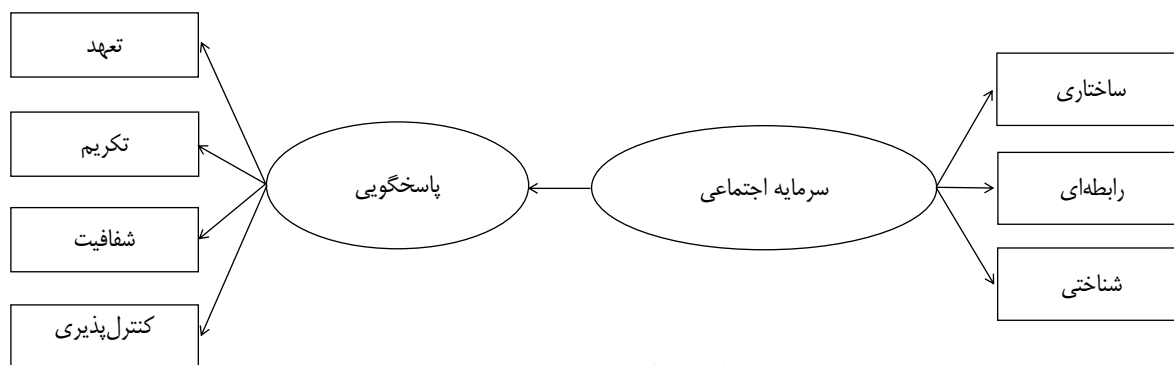 ساختاری
رابطه‌ای
شناختی
سرمایه اجتماعی
پاسخگویی
تعهد
تکریم
شفافیت
کنترل‌پذیری